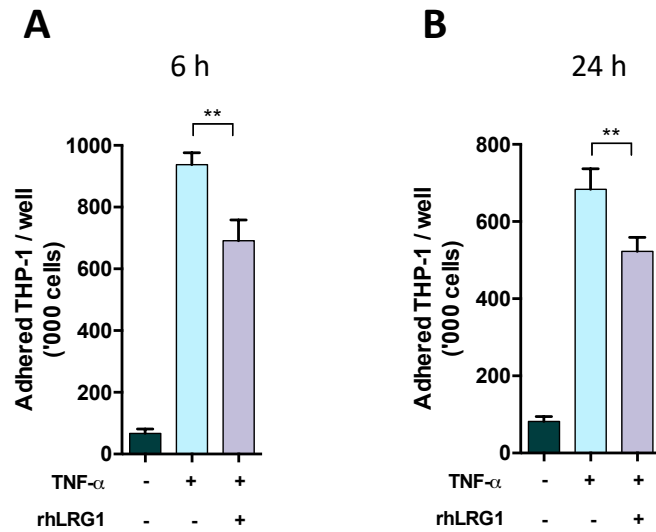 A
6 h
**
Adhered THP-1 / well
('000 cells)
1000
800
600
400
200
0
TNF-α - + +
rhLRG1 - - +
B
24 h
**
Adhered THP-1 / well
('000 cells)
800
600
400
200
0
TNF-α - + +
rhLRG1 - - +